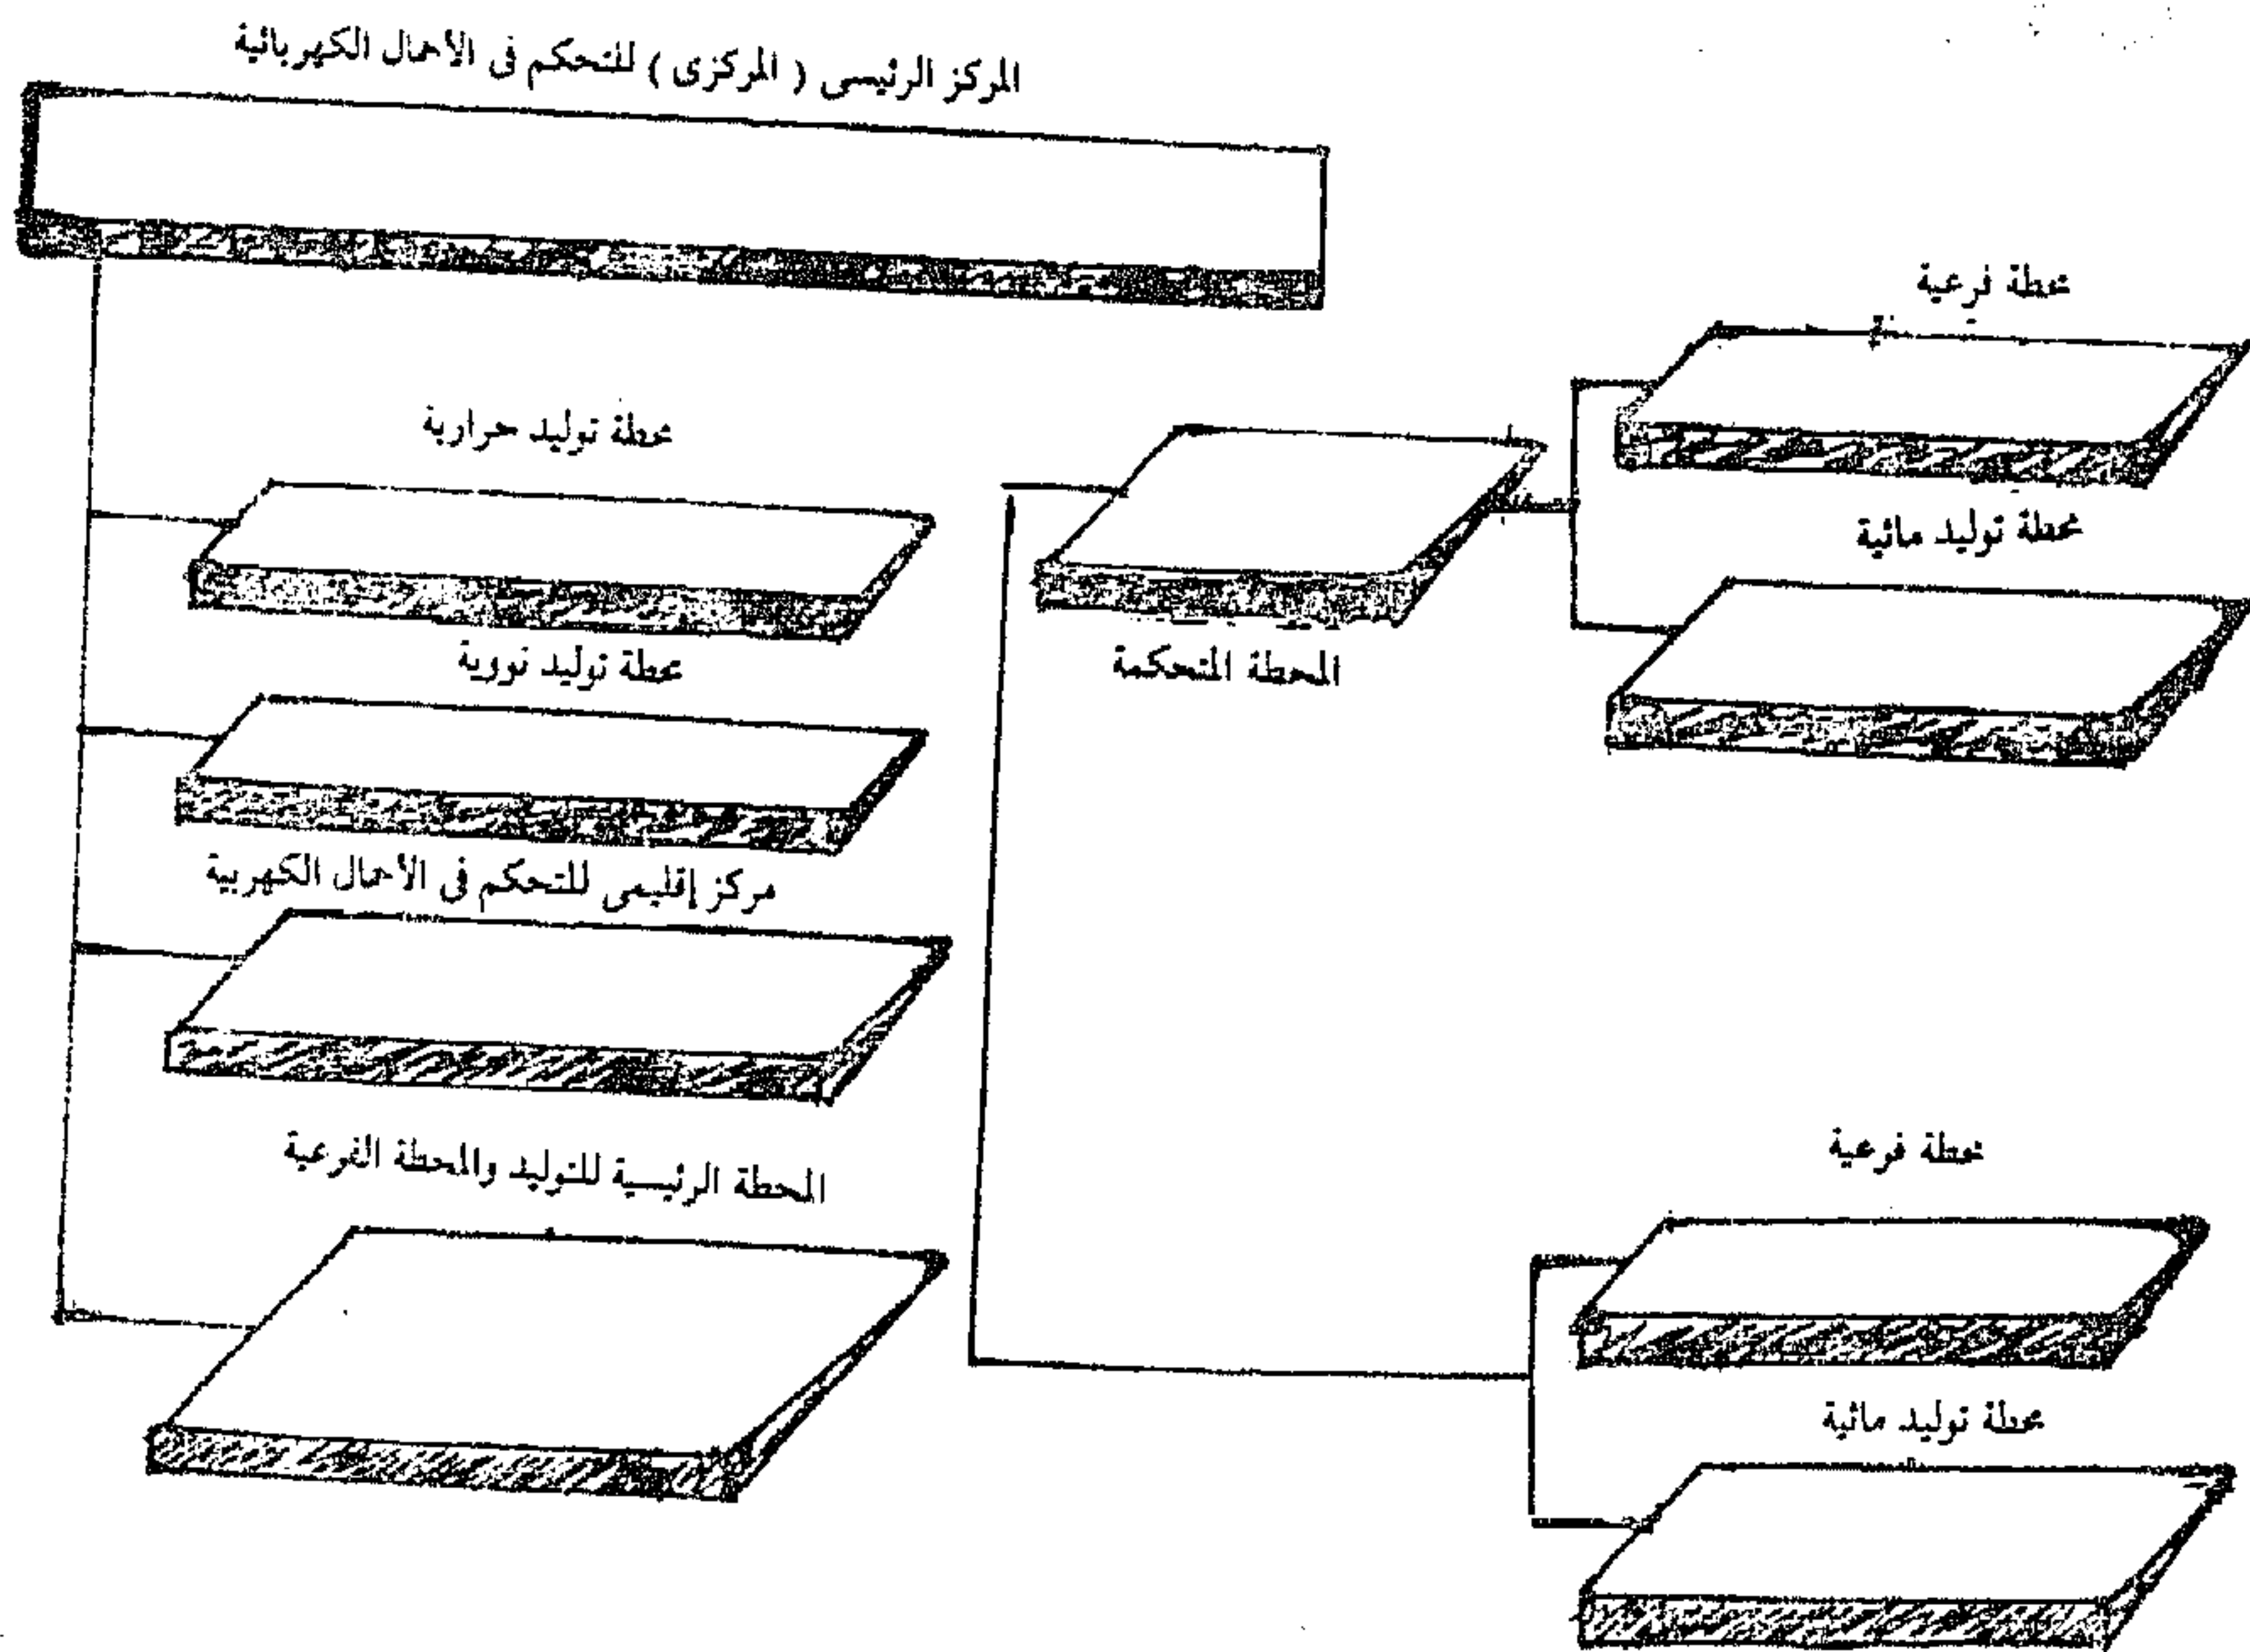 المركز الرئيسى ( المركزى ) للتحكم فى الأحمال الكهربائية
محطة فرعية
محطة توليد حرارية
محطة توليد مائية
محطة توليد نووية
المحطة المتحكمة
مركز إقليمى للتحكم فى الأحمال الكهربية
المحطة الرئيسية للتوليد والمحطة الفرعية
محطة فرعية
محطة توليد مائية